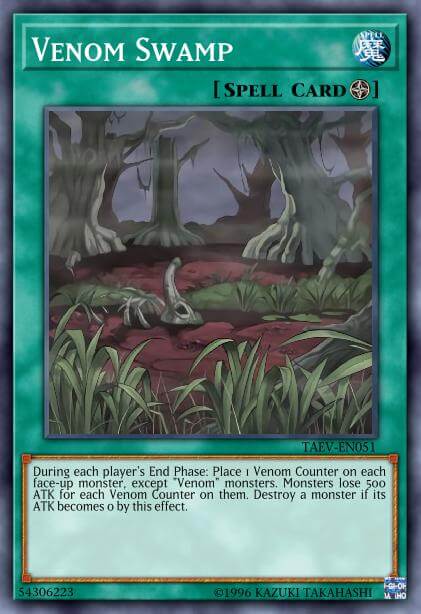 VENOM SWAMP
SPELL
魔
[SPELL CARD]
TAEV-EN051
During each player's End Phase: Place 1 Venom Counter on each
face-up monster, except "Venom" monsters. Monsters lose 500
ATK for each Venom Counter on them. Destroy a monster if its
ATK becomes 0 by this effect.
54306223
©1996 KAZUKI TAKAHASHI